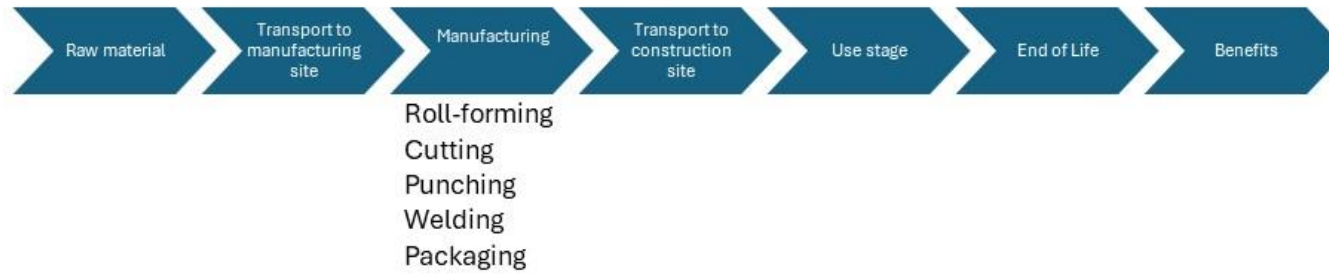 Raw material
Transport to
manufacturing
site
Manufacturing
Transport to
construction
site
Use stage
End of Life
Benefits
Roll-forming
Cutting
Punching
Welding
Packaging